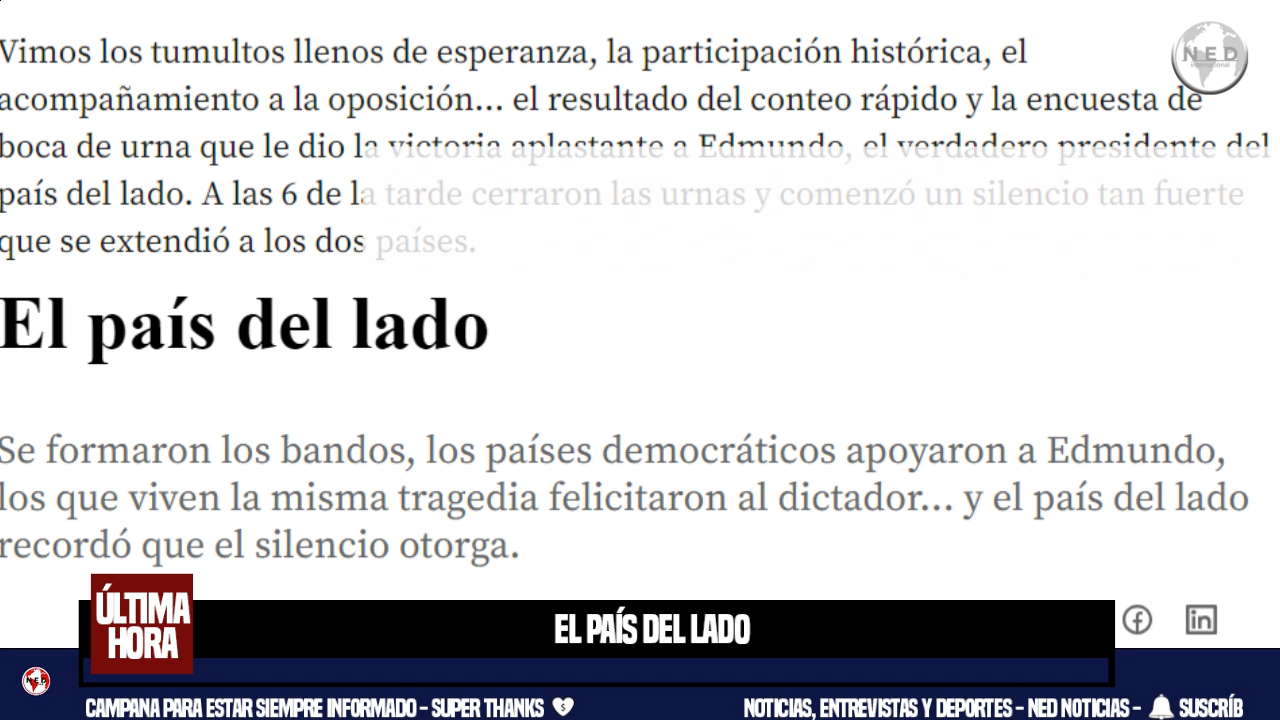 Vimos los tumultos llenos de esperanza, la participación histórica, el
acompañamiento a la oposición... el resultado del conteo rápido y la encuesta de
boca de urna que le dio la victoria aplastante a Edmundo, el verdadero presidente del
país del lado. A las 6 de la tarde cerraron las urnas y comenzó un silencio tan fuerte
que se extendió a los dos países.
NED
international
El país del lado
Se formaron los bandos, los países democráticos apoyaron a Edmundo,
los que viven la misma tragedia felicitaron al dictador... y el país del lado
recordó que el silencio otorga.
ÚLTIMA
HORA
EL PAÍS DEL LADO
in
NED
CAMPANA PARA ESTAR SIEMPRE INFORMADO - SUPER THANKS
NOTICIAS, ENTREVISTAS Y DEPORTES - NED NOTICIAS - SUSCRÍB